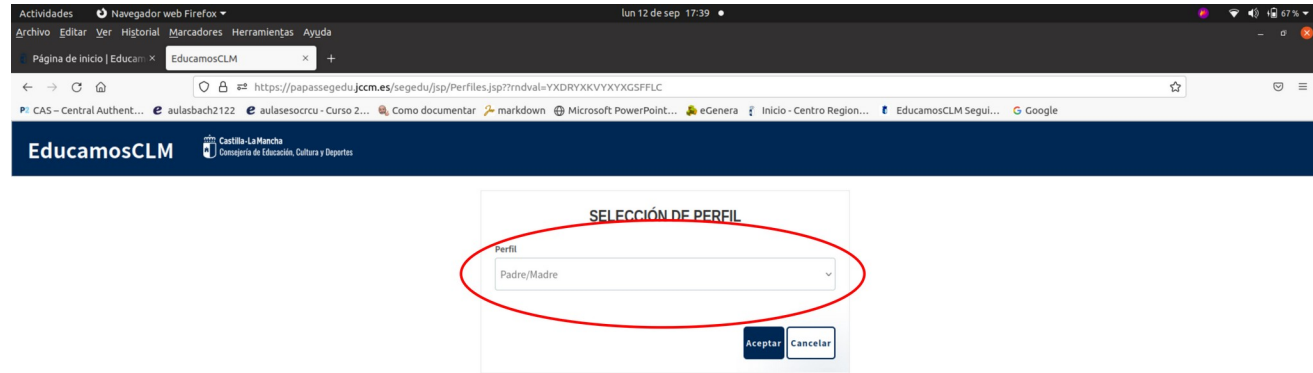 Actividades Navegador web Firefox lun 12 de sep 17:39 67 %
Archivo Editar Ver Historial Marcadores Herramientas Ayuda
Página de inicio | Educam EducamosCLM
https://papassegedu.jccm.es/segedu/jsp/Perfiles.jsp??rndval=YXDRYXKVYXYXGSFFLC
CAS – Central Authent... aulasbach2122 aulasesocrcu - Curso 2... Como documentar markdown Microsoft PowerPoint... eGenera Inicio - Centro Region... EducamosCLM Segui... Google
EducamosCLM Castilla-La Mancha
Consejería de Educación, Cultura y Deportes
SELECCIÓN DE PERFIL
Perfil
Padre/Madre
Aceptar Cancelar